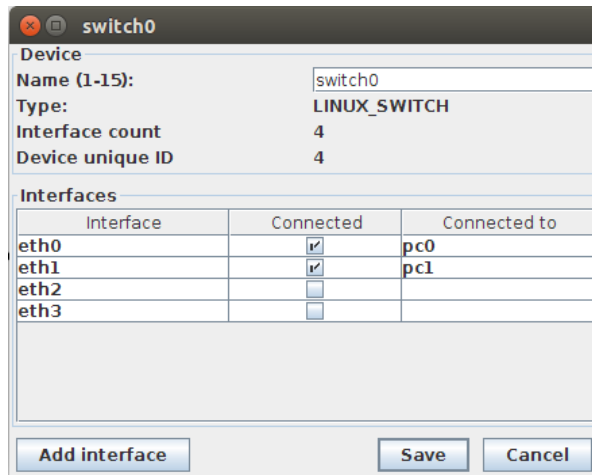 switch0
Device
Name (1-15): switch0
Type: LINUX_SWITCH
Interface count 4
Device unique ID 4
Interfaces
Interface Connected Connected to
eth0 pc0
eth1 pc1
eth2
eth3
Add interface Save Cancel